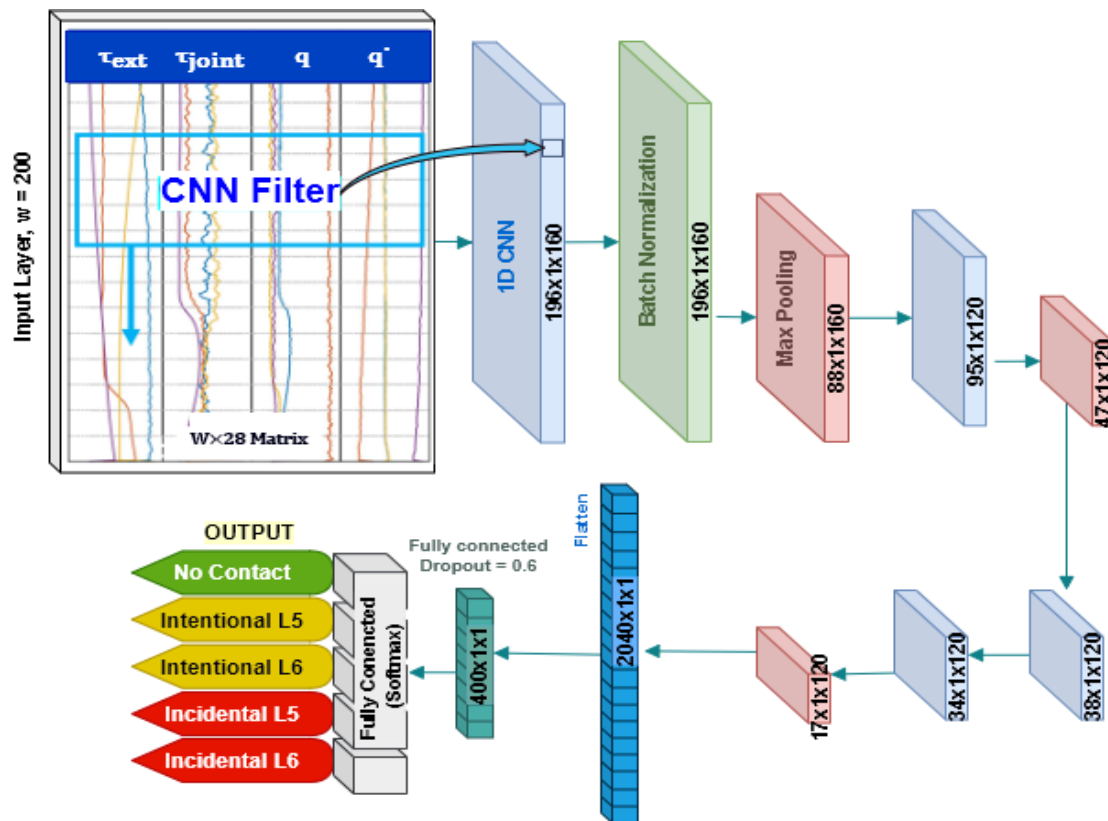 τext τjoint q q̇
Input Layer, w = 200
CNN Filter
W×28 Matrix
1D CNN
196x1x160
Batch Normalization
196x1x160
Max Pooling
88x1x160
95x1x120
47x1x120
38x1x120
34x1x120
17x1x120
Flatten
2040x1x1
Fully connected
Dropout = 0.6
400x1x1
Fully Conencted
(Softmax)
OUTPUT
No Contact
Intentional L5
Intentional L6
Incidental L5
Incidental L6